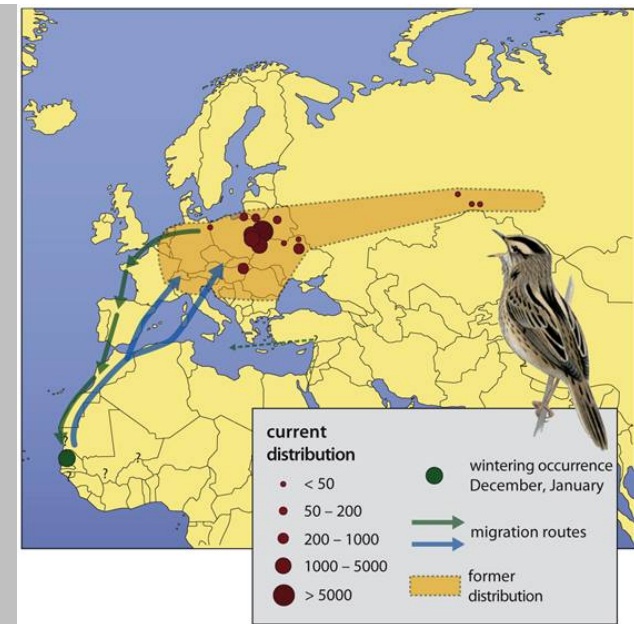 ?
?
?
?
current
distribution
< 50
50 – 200
200 – 1000
1000 – 5000
> 5000
wintering occurrence
December, January
migration routes
former
distribution